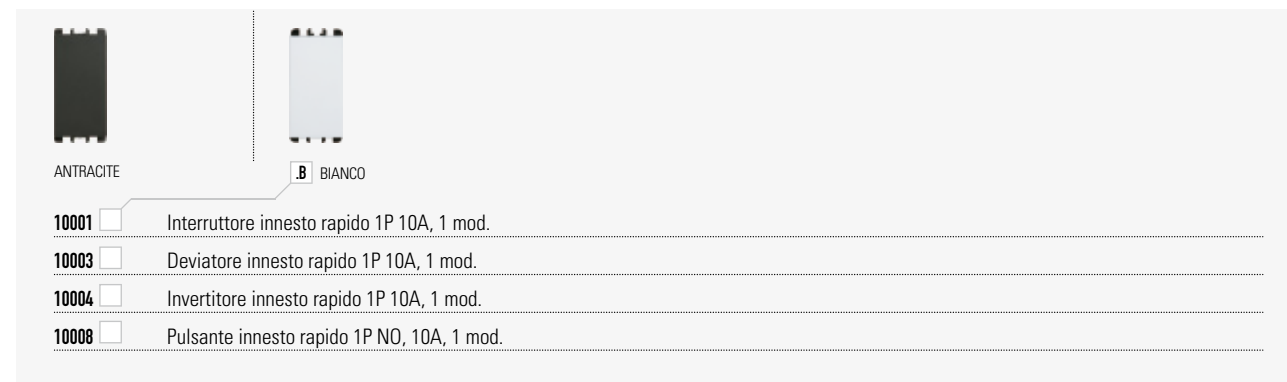 ANTRACITE
.B BIANCO
10001 Interruttore innesto rapido 1P 10A, 1 mod.
10003 Deviatore innesto rapido 1P 10A, 1 mod.
10004 Invertitore innesto rapido 1P 10A, 1 mod.
10008 Pulsante innesto rapido 1P NO, 10A, 1 mod.